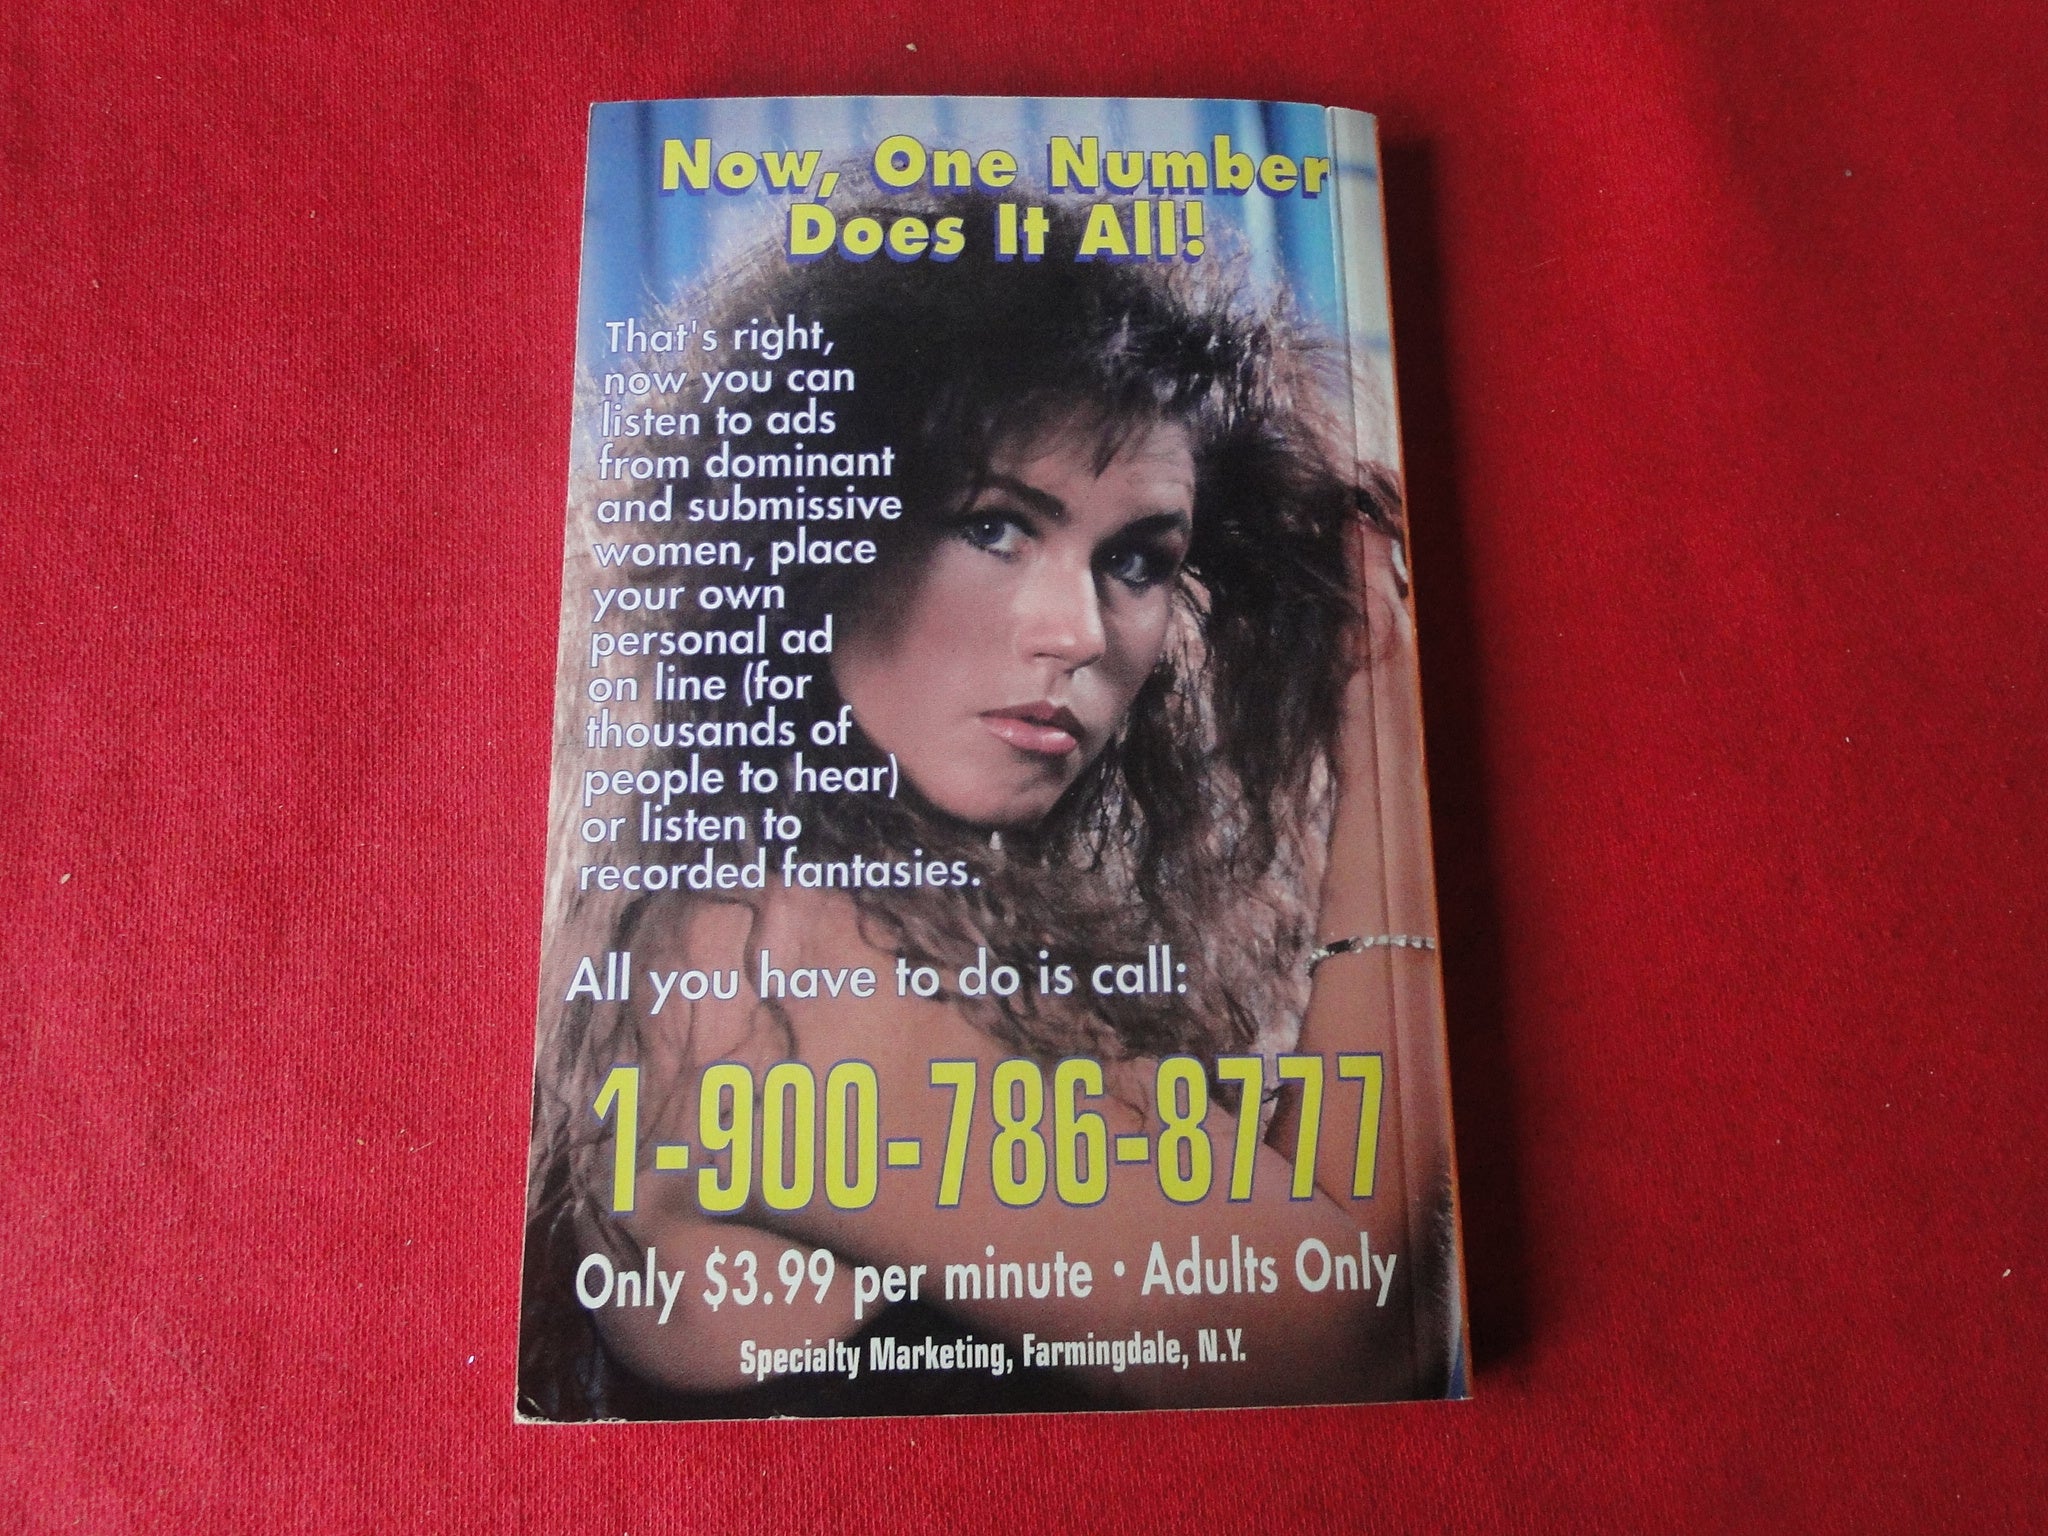 Now, One Number
Does It All!
That's right,
now you can
listen to ads
from dominant
and submissive
women, place
your own
personal ad
on line (for
thousands of
people to hear)
or listen to
recorded fantasies.
All you have to do is call:
1-900-786-8777
Only $3.99 per minute • Adults Only
Specialty Marketing, Farmingdale, N.Y.